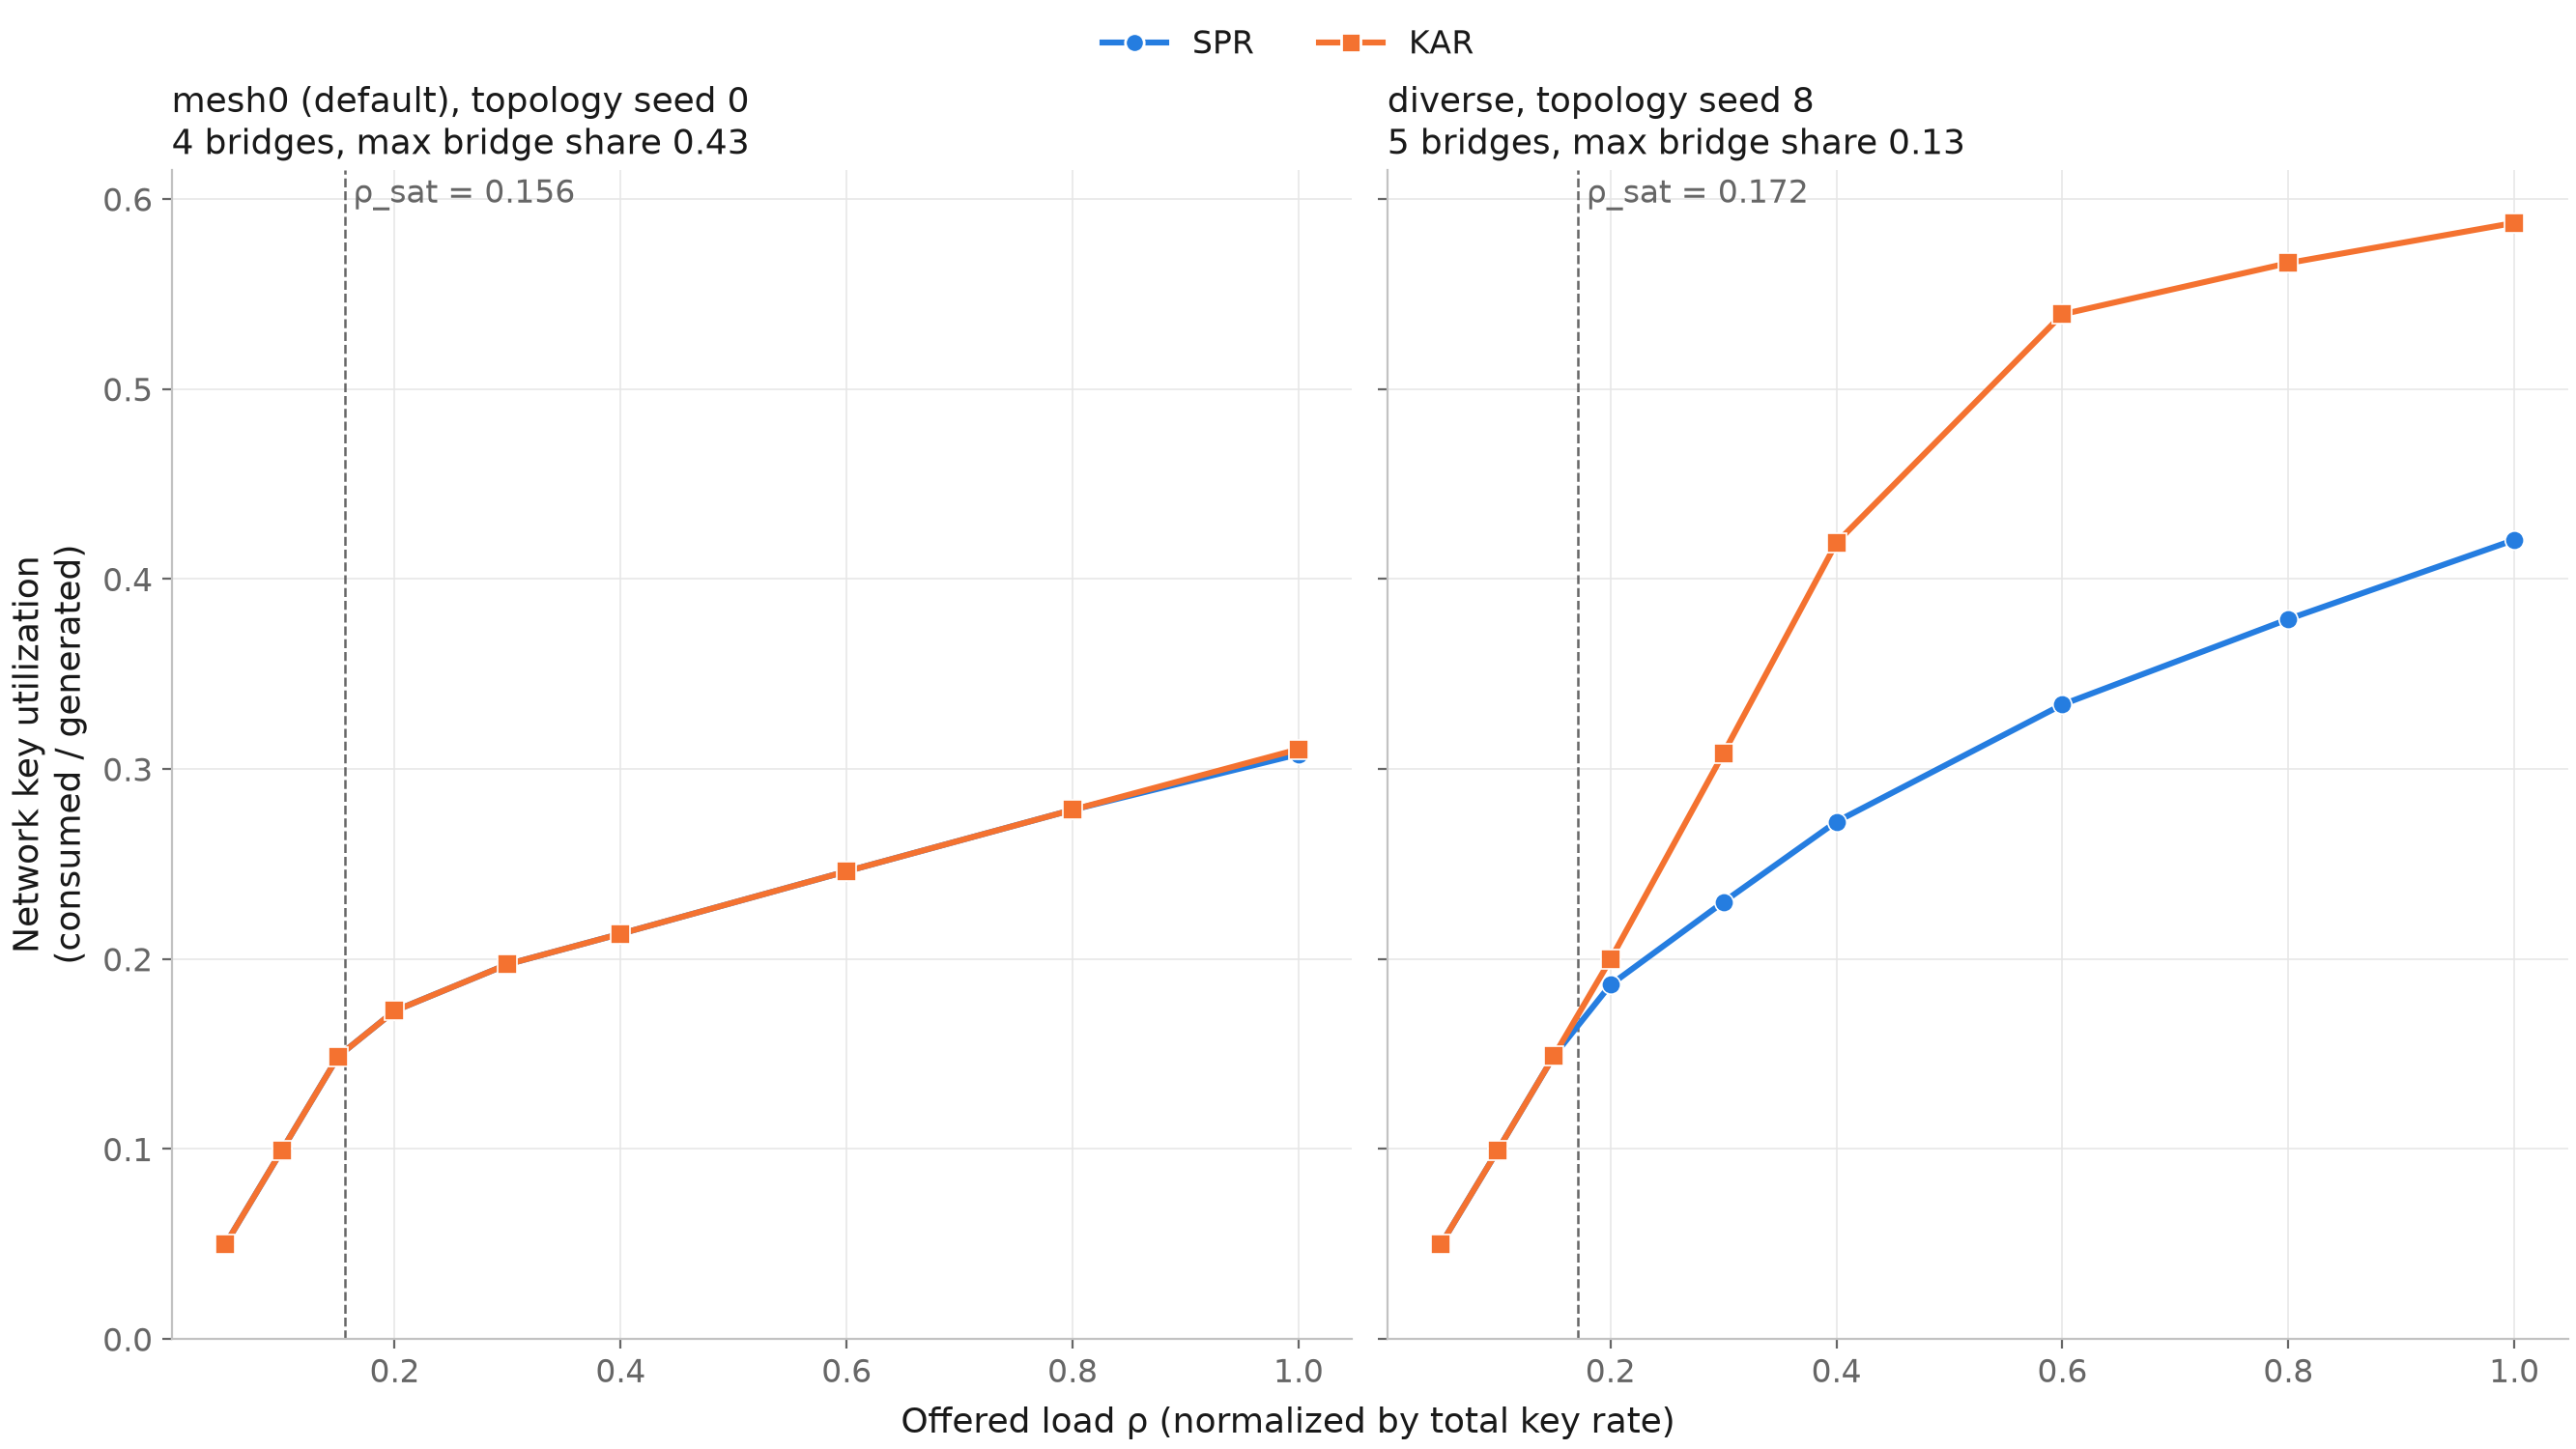 SPR
KAR
mesh0 (default), topology seed 0
4 bridges, max bridge share 0.43
diverse, topology seed 8
5 bridges, max bridge share 0.13
ρ_sat = 0.156
ρ_sat = 0.172
Network key utilization
(consumed / generated)
0.6
0.5
0.4
0.3
0.2
0.1
0.0
0.2
0.4
0.6
0.8
1.0
0.2
0.4
0.6
0.8
1.0
Offered load ρ (normalized by total key rate)